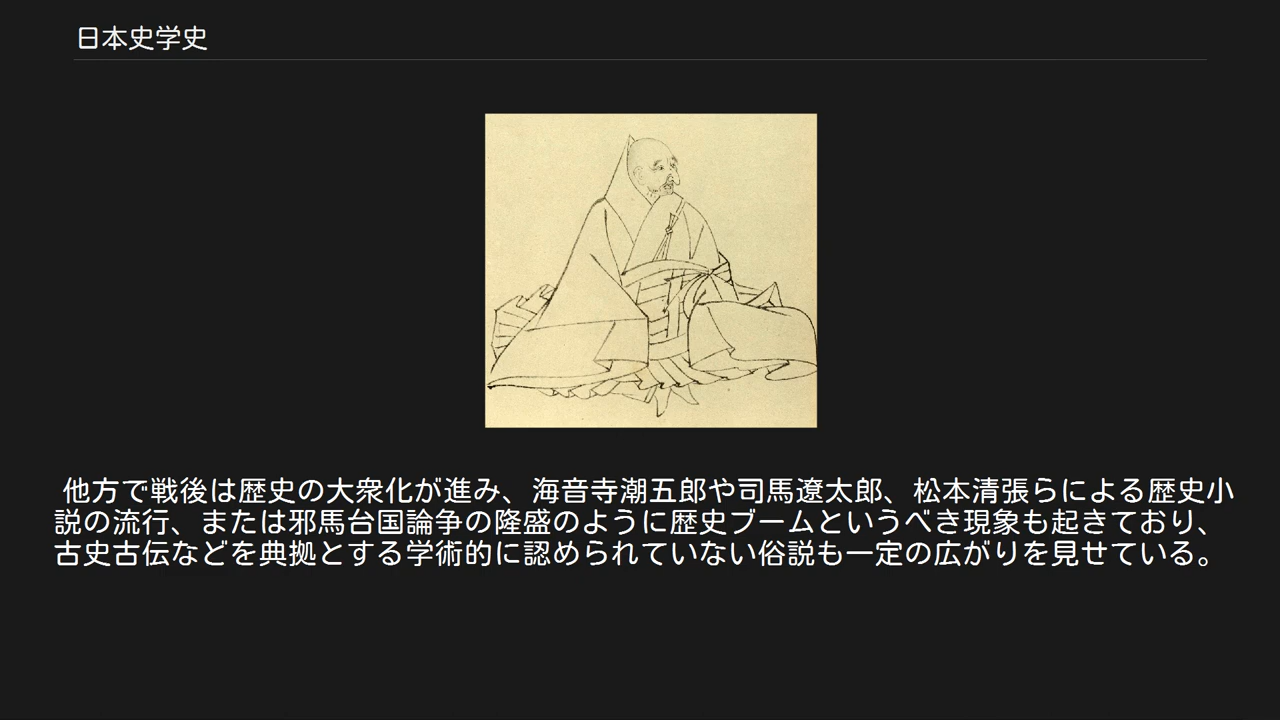 日本史学史
他方で戦後は歴史の大衆化が進み、海音寺潮五郎や司馬遼太郎、松本清張らによる歴史小
説の流行、または邪馬台国論争の隆盛のように歴史ブームというべき現象も起きており、
古史古伝などを典拠とする学術的に認められていない俗説も一定の広がりを見せている。